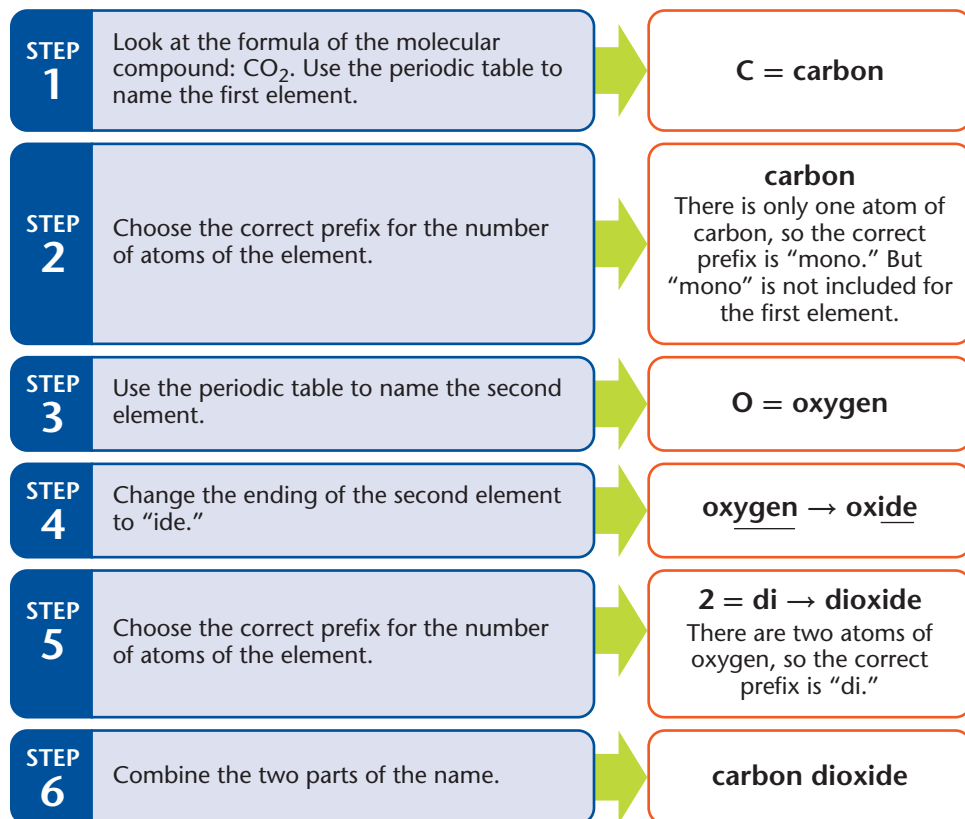 STEP
1
Look at the formula of the molecular
compound: CO₂. Use the periodic table to
name the first element.
C = carbon
STEP
2
Choose the correct prefix for the number
of atoms of the element.
carbon
There is only one atom of
carbon, so the correct
prefix is “mono.” But
“mono” is not included for
the first element.
STEP
3
Use the periodic table to name the second
element.
O = oxygen
STEP
4
Change the ending of the second element
to “ide.”
oxygen → oxide
STEP
5
Choose the correct prefix for the number
of atoms of the element.
2 = di → dioxide
There are two atoms of
oxygen, so the correct
prefix is “di.”
STEP
6
Combine the two parts of the name.
carbon dioxide